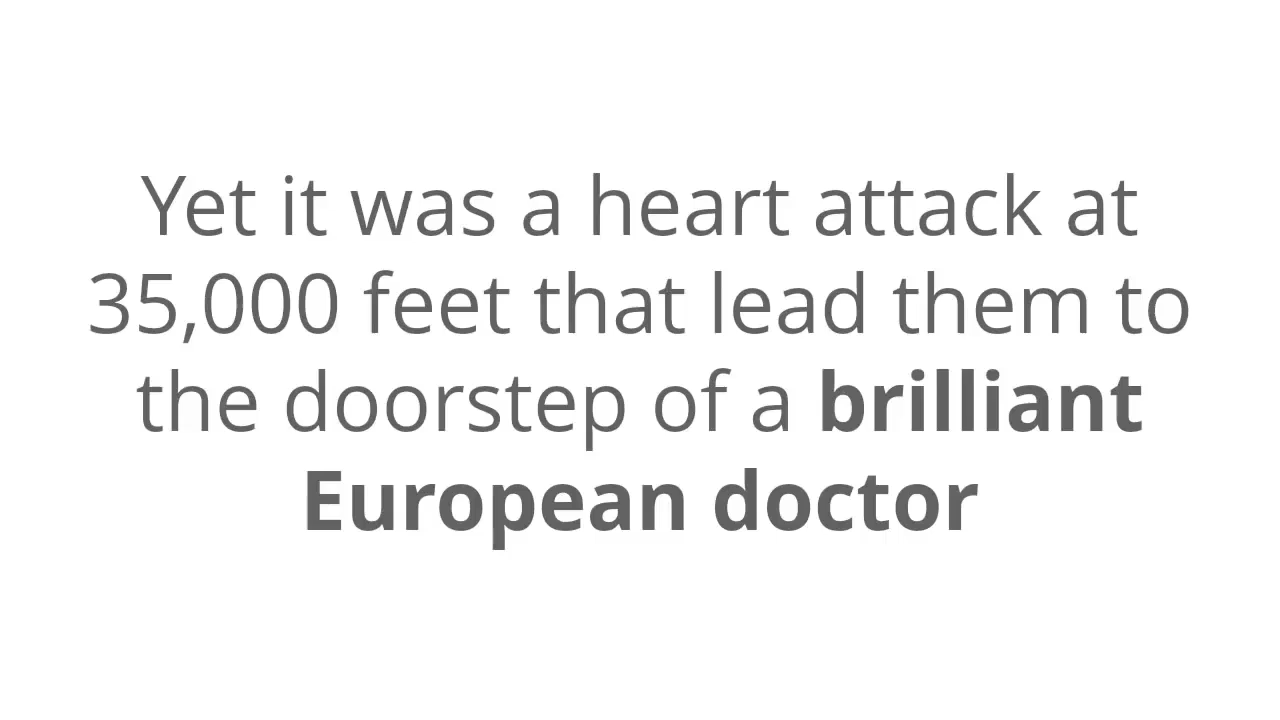 Yet it was a heart attack at
35,000 feet that lead them to
the doorstep of a brilliant
European doctor